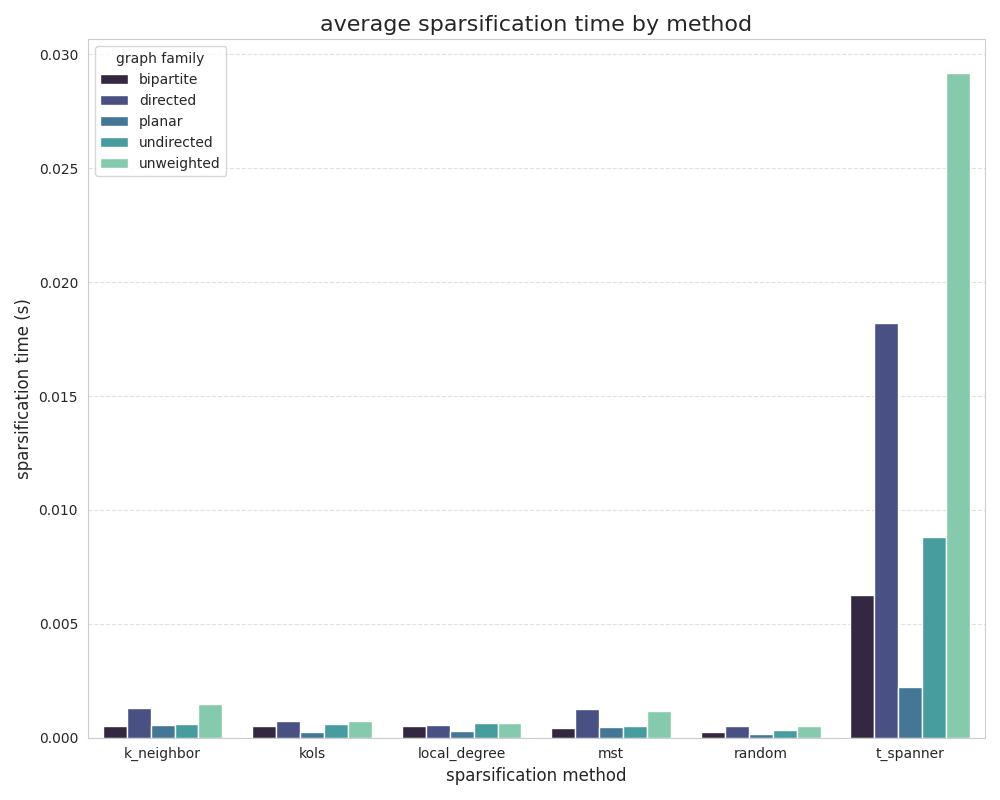 average sparsification time by method
graph family
bipartite
directed
planar
undirected
unweighted
sparsification time (s)
0.030
0.025
0.020
0.015
0.010
0.005
0.000
k_neighbor
kols
local_degree
mst
random
t_spanner
sparsification method